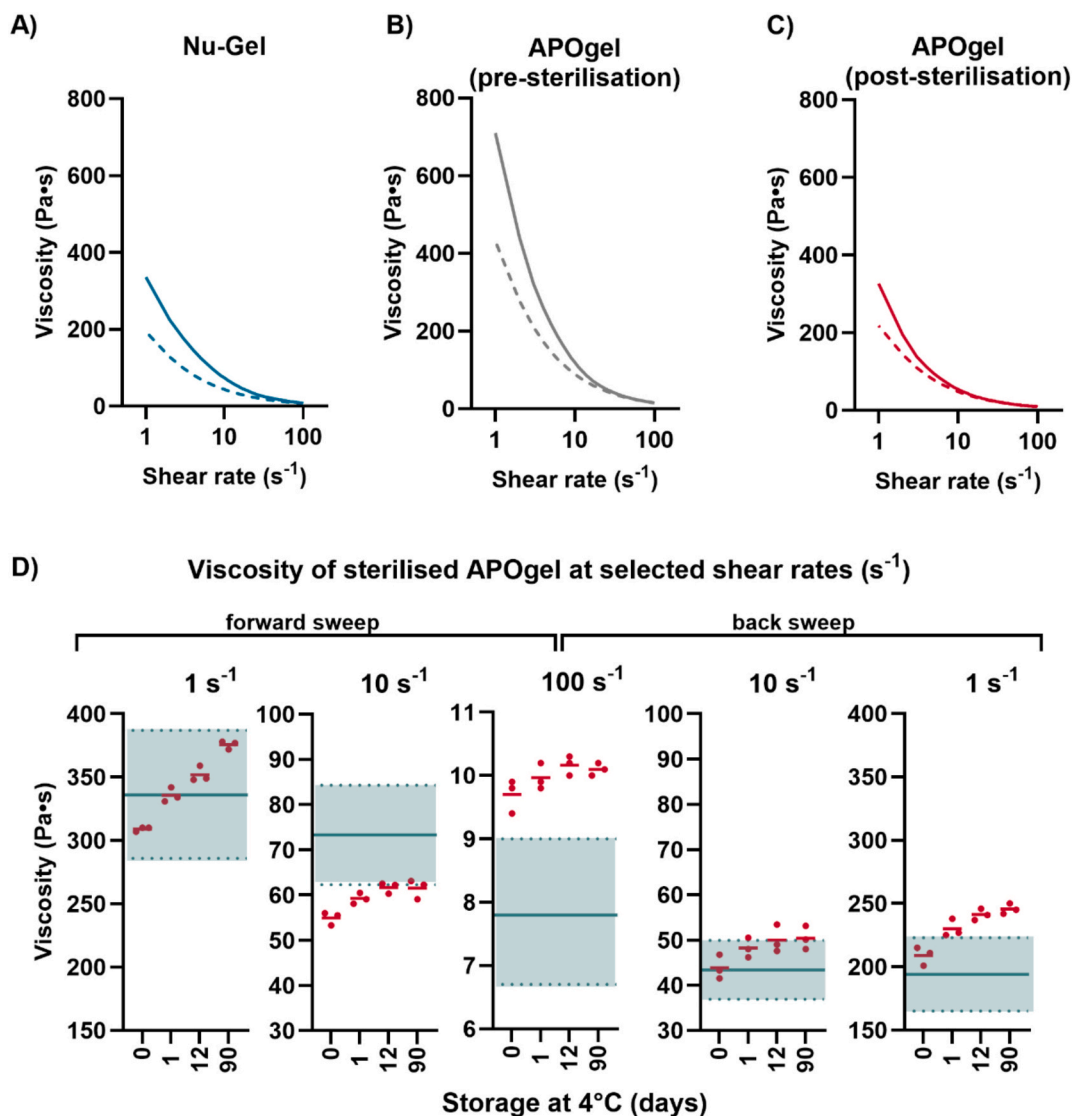 A)
Nu-Gel
B)
APOgel
(pre-sterilisation)
C)
APOgel
(post-sterilisation)
Viscosity (Pa•s)
800
600
400
200
0
1 10 100
Shear rate (s⁻¹)
Viscosity (Pa•s)
800
600
400
200
0
1 10 100
Shear rate (s⁻¹)
Viscosity (Pa•s)
800
600
400
200
0
1 10 100
Shear rate (s⁻¹)
D)
Viscosity of sterilised APOgel at selected shear rates (s⁻¹)
forward sweep
back sweep
1 s⁻¹
10 s⁻¹
100 s⁻¹
10 s⁻¹
1 s⁻¹
Viscosity (Pa•s)
400
350
300
250
200
150
0 1 12 90
100
90
80
70
60
50
40
30
0 1 12 90
11
10
9
8
7
6
0 1 12 90
100
90
80
70
60
50
40
30
0 1 12 90
400
350
300
250
200
150
0 1 12 90
Storage at 4°C (days)